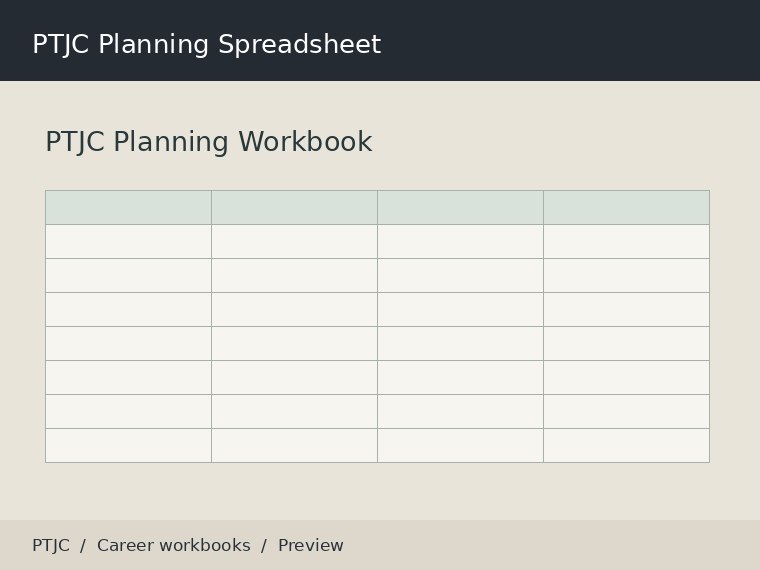 PTJC Planning Spreadsheet
PTJC Planning Workbook
PTJC / Career workbooks / Preview